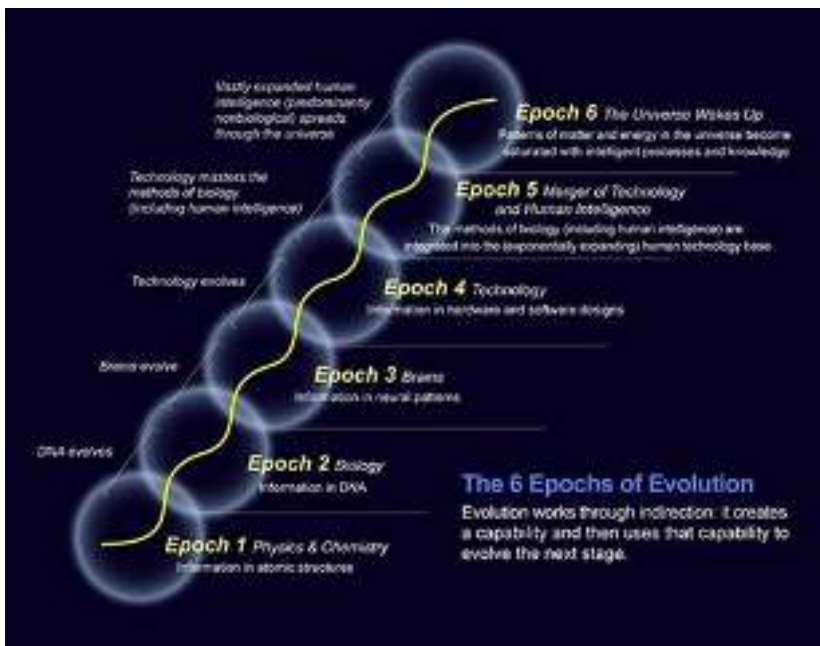 Vastly expanded human
intelligence (predominantly
nonbiological) spreads
through the universe
Epoch 6 The Universe Wakes Up
Patterns of matter and energy in the universe become
saturated with intelligent processes and knowledge
Technology masters the
methods of biology
(including human intelligence)
Epoch 5 Merger of Technology
and Human Intelligence
The methods of biology (including human intelligence) are
integrated into the (exponentially expanding) human technology base
Technology evolves
Epoch 4 Technology
Information in hardware and software designs
Brains evolve
Epoch 3 Brains
Information in neural patterns
DNA evolves
Epoch 2 Biology
Information in DNA
Epoch 1 Physics & Chemistry
Information in atomic structures
The 6 Epochs of Evolution
Evolution works through indirection: it creates
a capability and then uses that capability to
evolve the next stage.